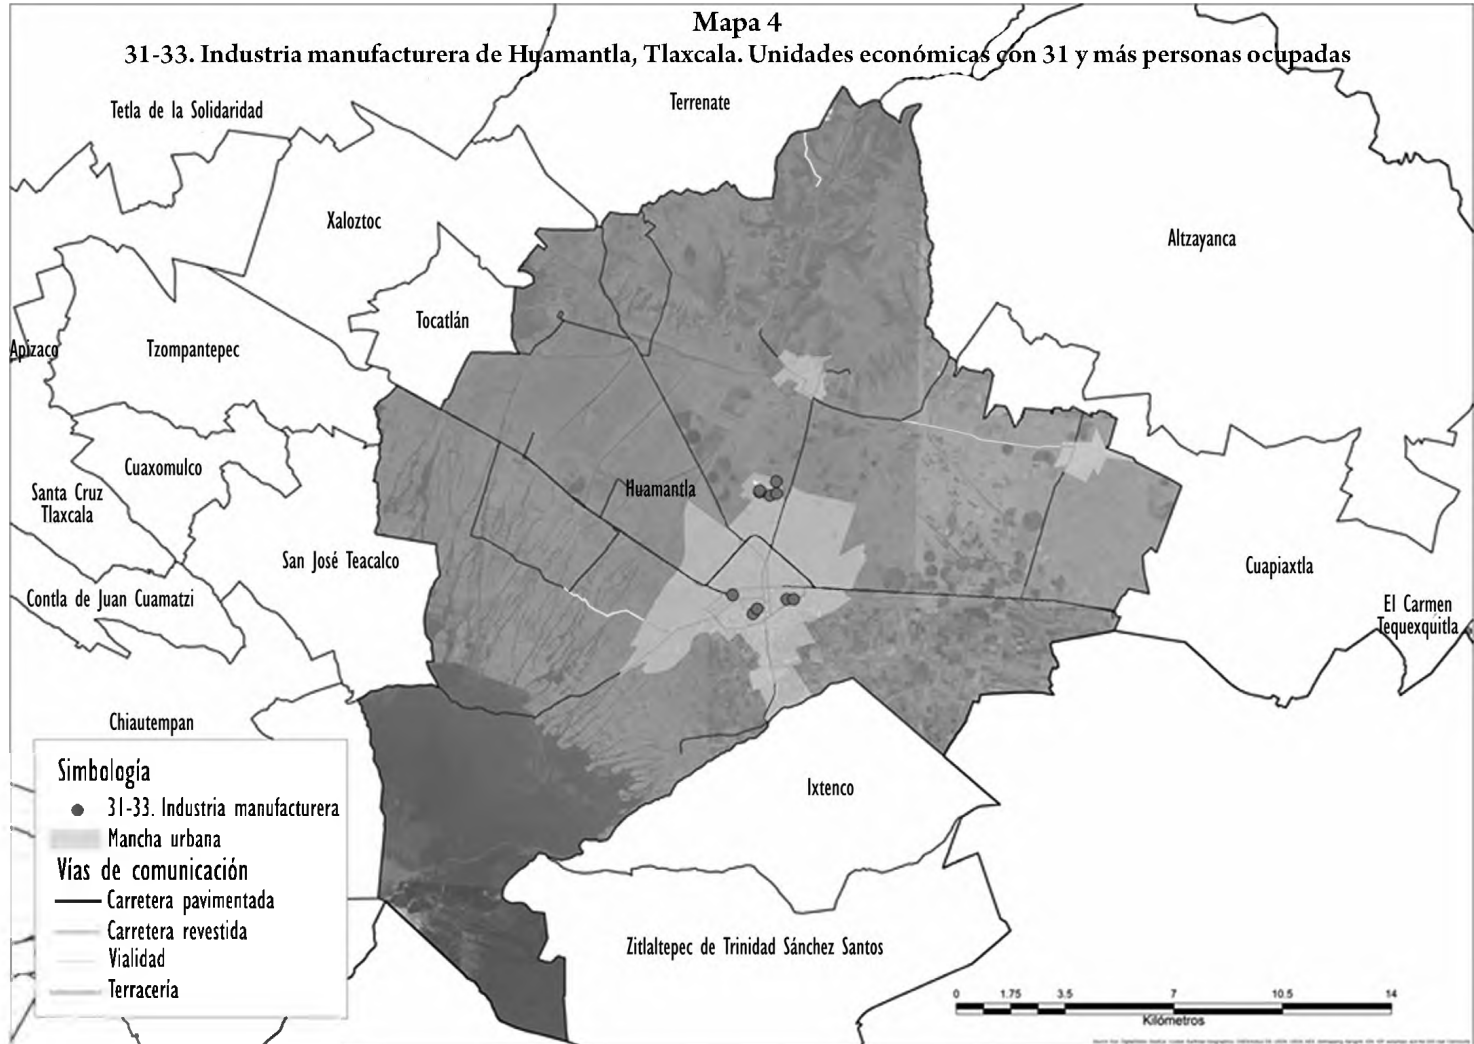 Mapa 4
31-33. Industria manufacturera de Huamantla, Tlaxcala. Unidades económicas con 31 y más personas ocupadas
Tetla de la Solidaridad
Terrenate
Xaloztoc
Altzayanca
Tocatlán
Apizaco
Tzompantepec
Cuaxomulco
Santa Cruz
Tlaxcala
Huamantla
San José Teacalco
Cuapiaxtla
Contla de Juan Cuamatzi
El Carmen
Tequexquitla
Chiautempan
Ixtenco
Zitlaltepec de Trinidad Sánchez Santos
Simbología
31-33. Industria manufacturera
Mancha urbana
Vías de comunicación
Carretera pavimentada
Carretera revestida
Vialidad
Terracería
0 1.75 3.5 7 10.5 14
Kilómetros